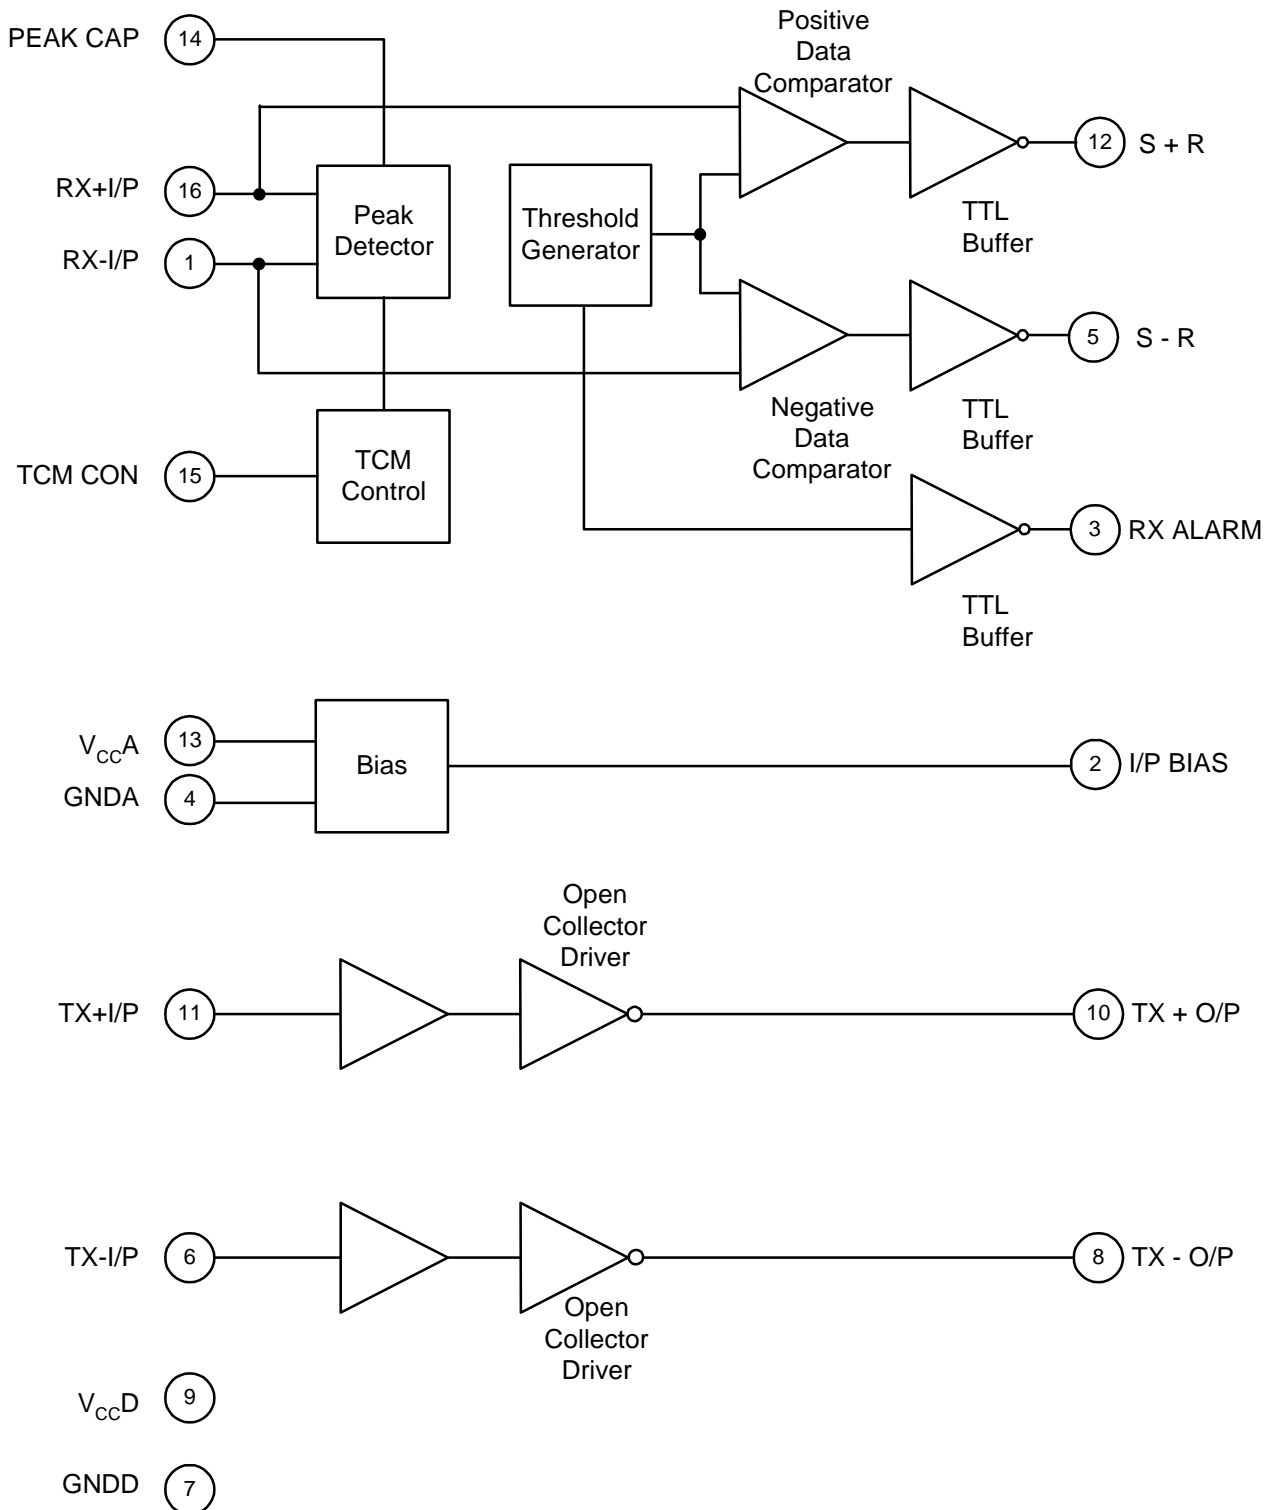 PEAK CAP
14
Positive
Data
Comparator
12
S + R
RX+I/P
16
Peak
Detector
Threshold
Generator
TTL
Buffer
RX-I/P
1
5
S - R
Negative
Data
Comparator
TTL
Buffer
TCM CON
15
TCM
Control
3
RX ALARM
TTL
Buffer
VCCA
13
Bias
2
I/P BIAS
GNDA
4
Open
Collector
Driver
TX+I/P
11
10
TX + O/P
TX-I/P
6
8
TX - O/P
Open
Collector
Driver
VCCD
9
GNDD
7